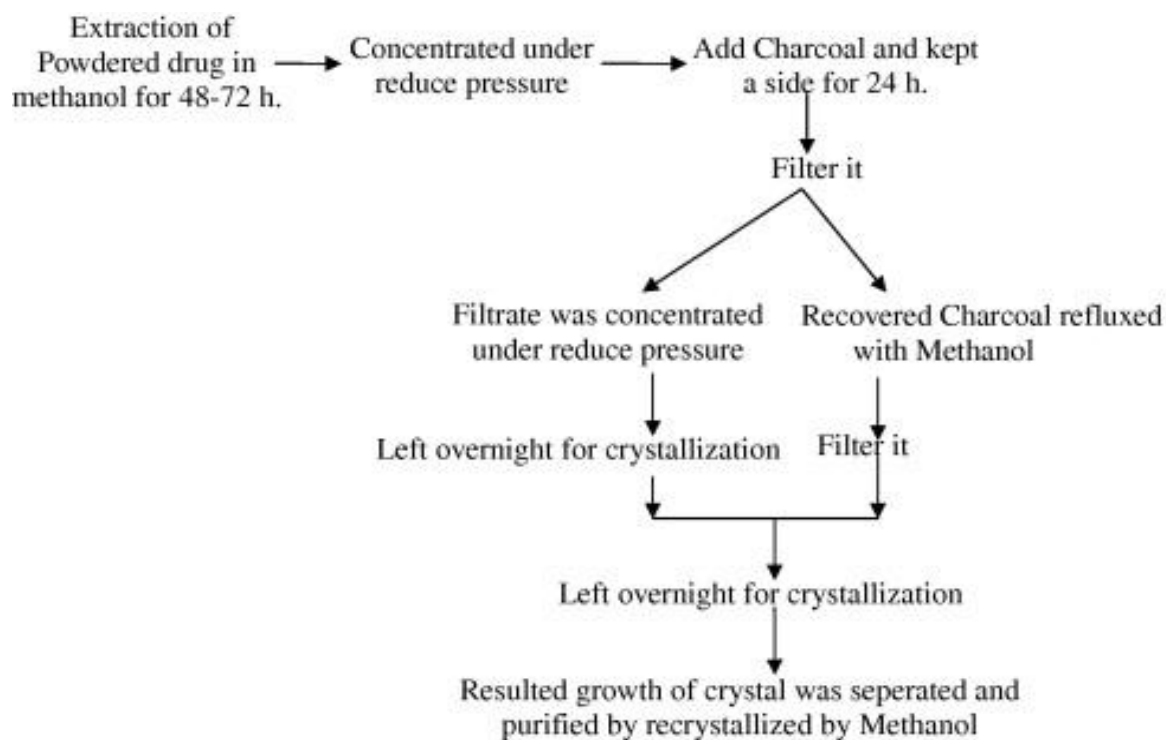 Extraction of
Powdered drug in
methanol for 48-72 h.
Concentrated under
reduce pressure
Add Charcoal and kept
a side for 24 h.
Filter it
Filtrate was concentrated
under reduce pressure
Recovered Charcoal refluxed
with Methanol
Left overnight for crystallization
Filter it
Left overnight for crystallization
Resulted growth of crystal was seperated and
purified by recrystallized by Methanol